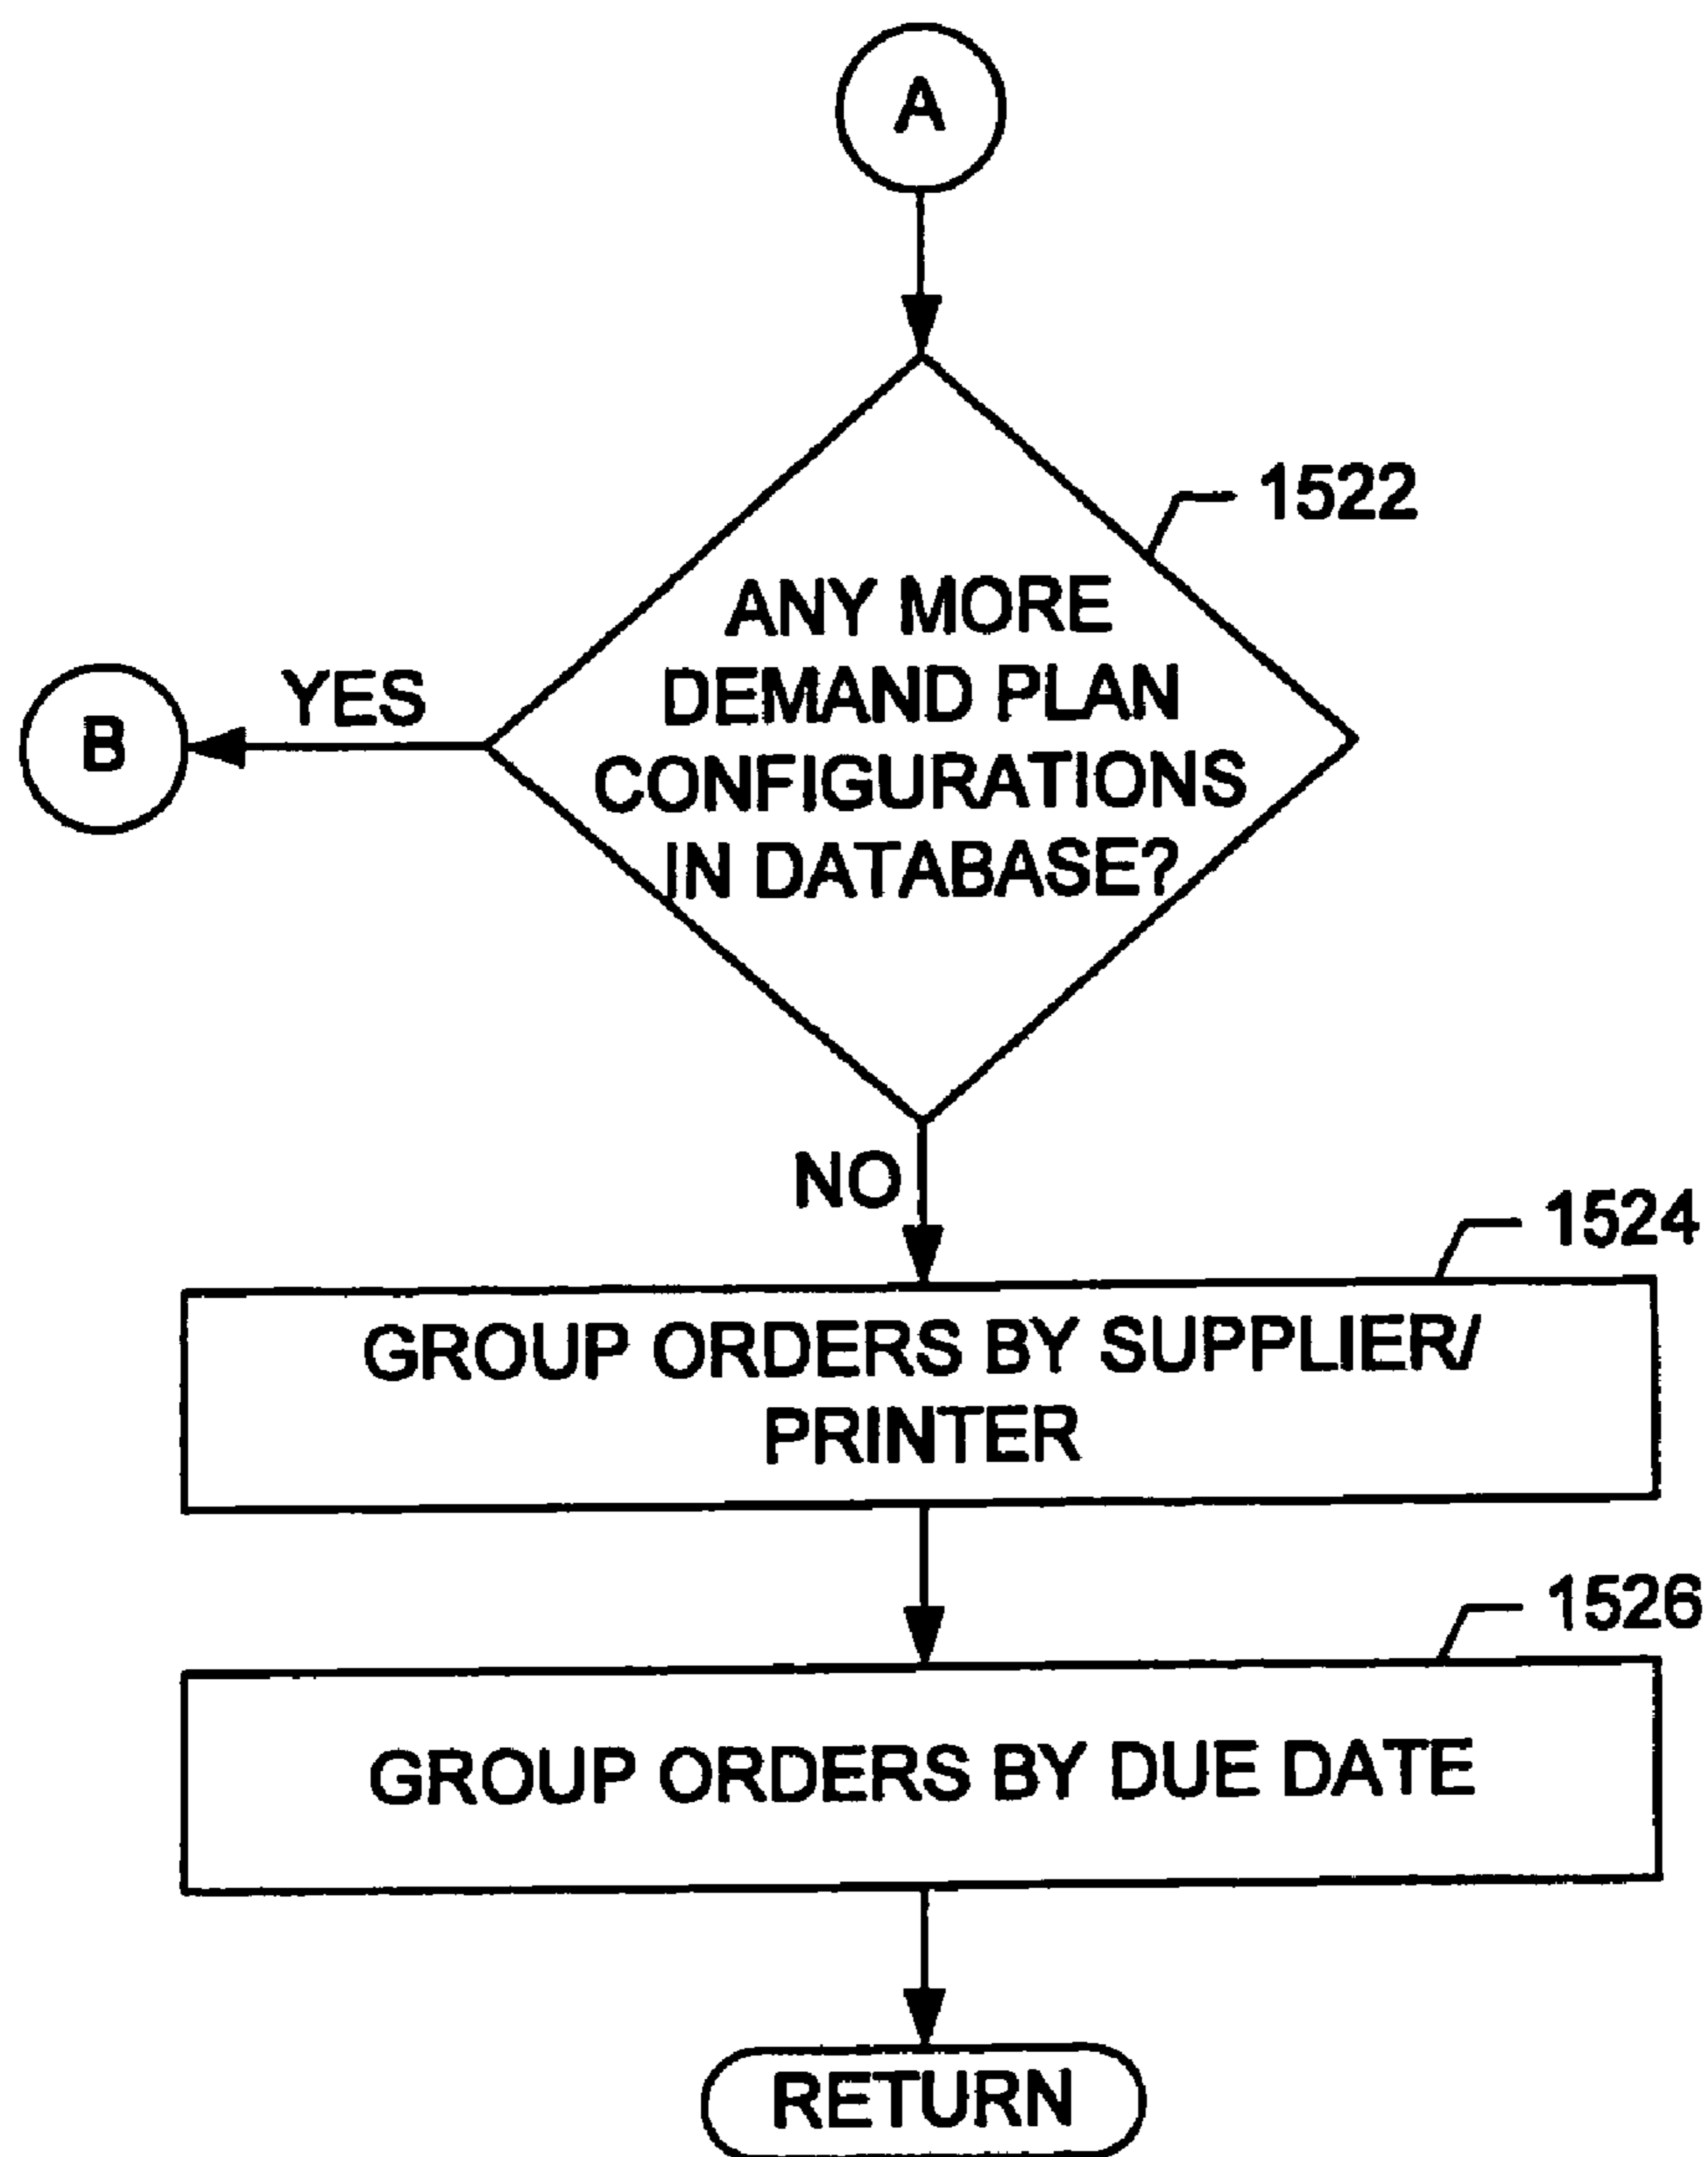 A
1522
ANY MORE
DEMAND PLAN
CONFIGURATIONS
IN DATABASE?
YES
B
NO
1524
GROUP ORDERS BY SUPPLIER/
PRINTER
1526
GROUP ORDERS BY DUE DATE
RETURN